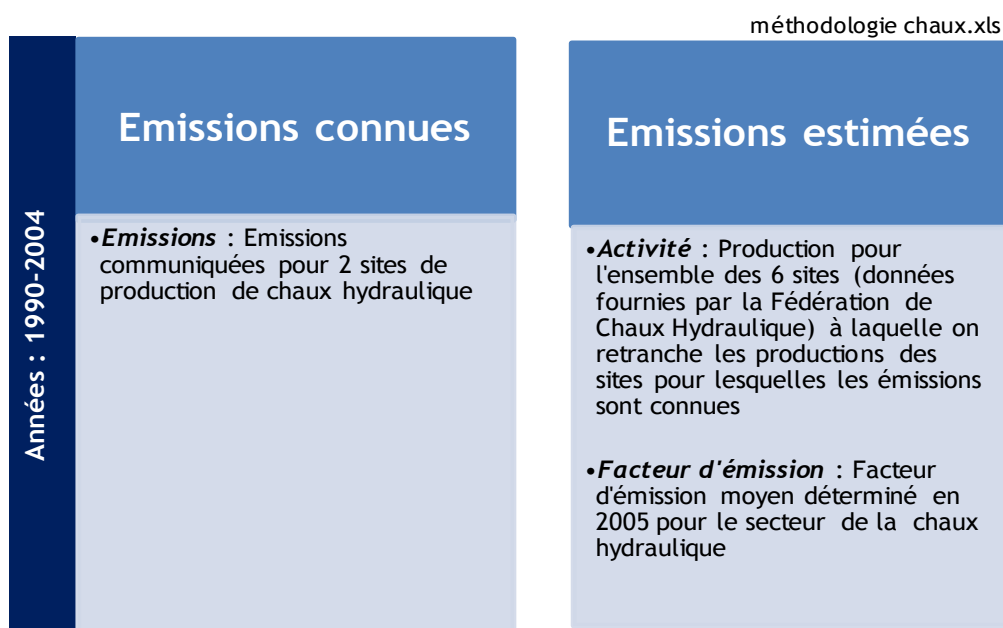 méthodologie chaux.xls
Années : 1990-2004
Emissions connues
•Emissions : Emissions
communiquées pour 2 sites de
production de chaux hydraulique
Emissions estimées
•Activité : Production pour
l'ensemble des 6 sites (données
fournies par la Fédération de
Chaux Hydraulique) à laquelle on
retranche les productions des
sites pour lesquelles les émissions
sont connues
•Facteur d'émission : Facteur
d'émission moyen déterminé en
2005 pour le secteur de la chaux
hydraulique